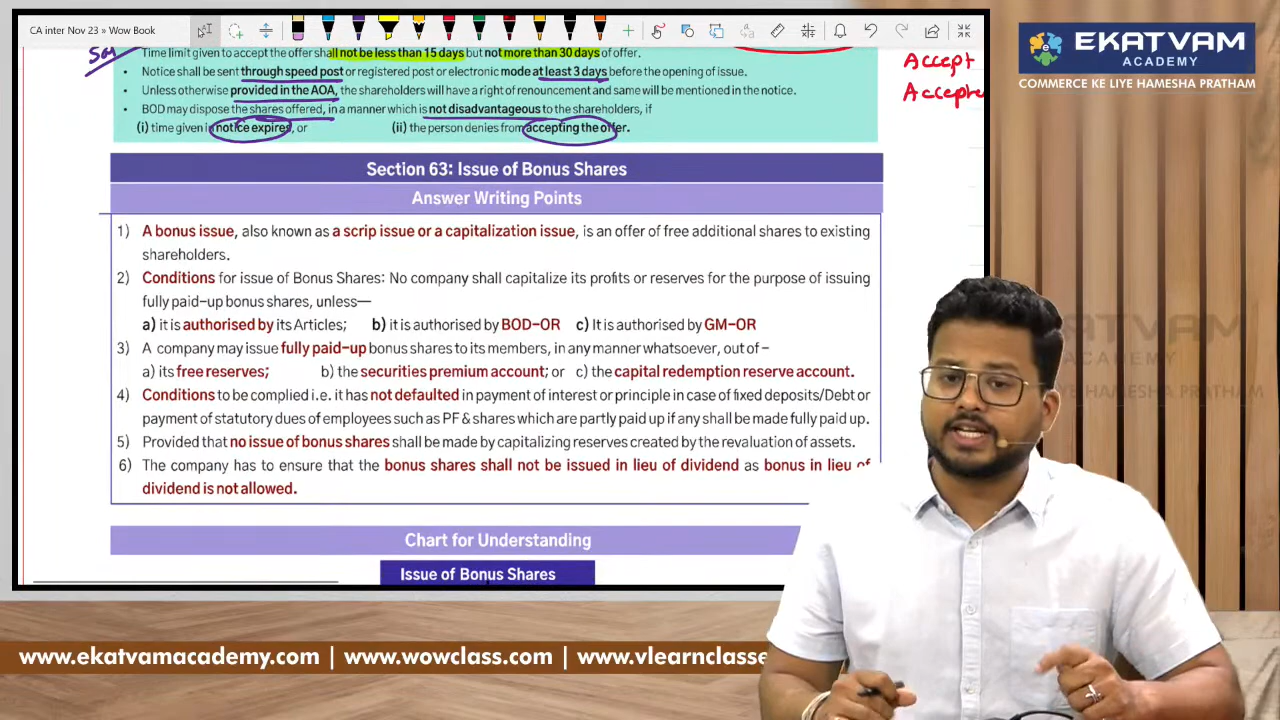 CA inter Nov 23 » Wow Book
Time limit given to accept the offer shall not be less than 15 days but not more than 30 days of offer.
• Notice shall be sent through speed post or registered post or electronic mode at least 3 days before the opening of issue.
• Unless otherwise provided in the AOA, the shareholders will have a right of renouncement and same will be mentioned in the notice.
• BOD may dispose the shares offered, in a manner which is not disadvantageous to the shareholders, if
(i) time given in notice expires, or (ii) the person denies from accepting the offer.
Accept
Accepte
EKATVAM
ACADEMY
COMMERCE KE LIYE HAMESHA PRATHAM
Section 63: Issue of Bonus Shares
Answer Writing Points
1) A bonus issue, also known as a scrip issue or a capitalization issue, is an offer of free additional shares to existing
shareholders.
2) Conditions for issue of Bonus Shares: No company shall capitalize its profits or reserves for the purpose of issuing
fully paid-up bonus shares, unless—
a) it is authorised by its Articles; b) it is authorised by BOD-OR c) It is authorised by GM-OR
3) A company may issue fully paid-up bonus shares to its members, in any manner whatsoever, out of -
a) its free reserves; b) the securities premium account; or c) the capital redemption reserve account.
4) Conditions to be complied i.e. it has not defaulted in payment of interest or principle in case of fixed deposits/Debt or
payment of statutory dues of employees such as PF & shares which are partly paid up if any shall be made fully paid up.
5) Provided that no issue of bonus shares shall be made by capitalizing reserves created by the revaluation of assets.
6) The company has to ensure that the bonus shares shall not be issued in lieu of dividend as bonus in lieu of
dividend is not allowed.
Chart for Understanding
Issue of Bonus Shares
www.ekatvamacademy.com | www.wowclass.com | www.vlearnclasse